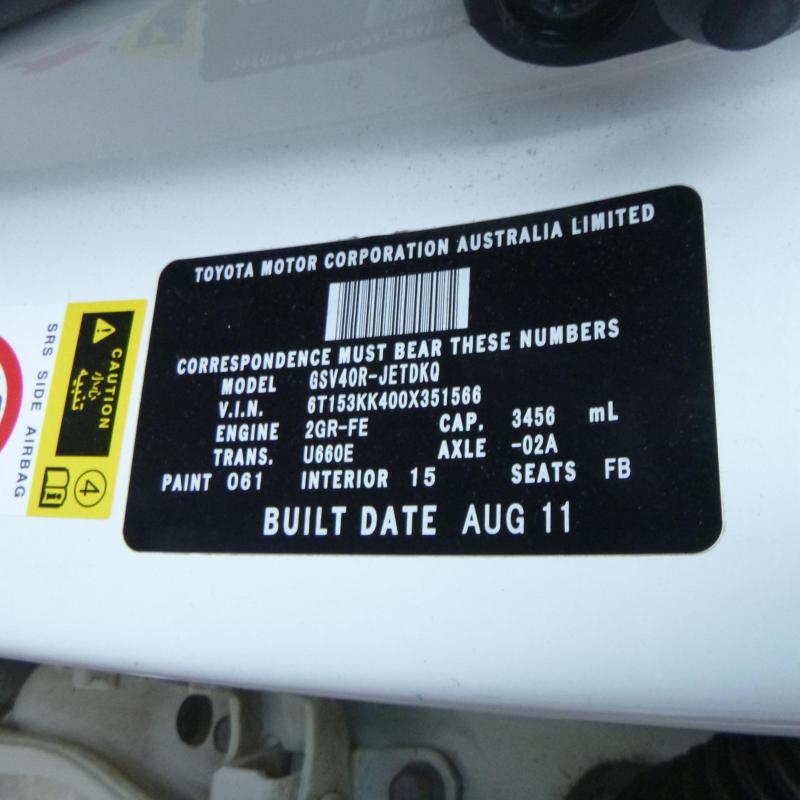 TOYOTA MOTOR CORPORATION AUSTRALIA LIMITED
CORRESPONDENCE MUST BEAR THESE NUMBERS
MODEL GSV40R-JETDKQ
V.I.N. 6T153KK400X351566
ENGINE 2GR-FE CAP. 3456 mL
TRANS. U660E AXLE -02A
PAINT 061 INTERIOR 15 SEATS FB
BUILT DATE AUG 11
CAUTION
تنبيه
4
SRS SIDE AIRBAG